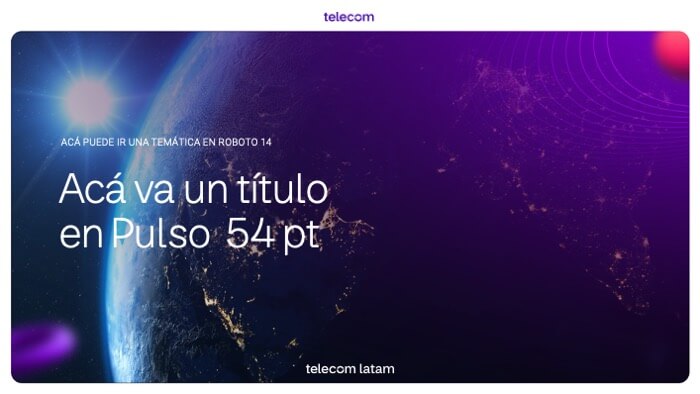 telecom
ACÁ PUEDE IR UNA TEMÁTICA EN ROBOTO 14
Acá va un título
en Pulso  54 pt
telecom latam